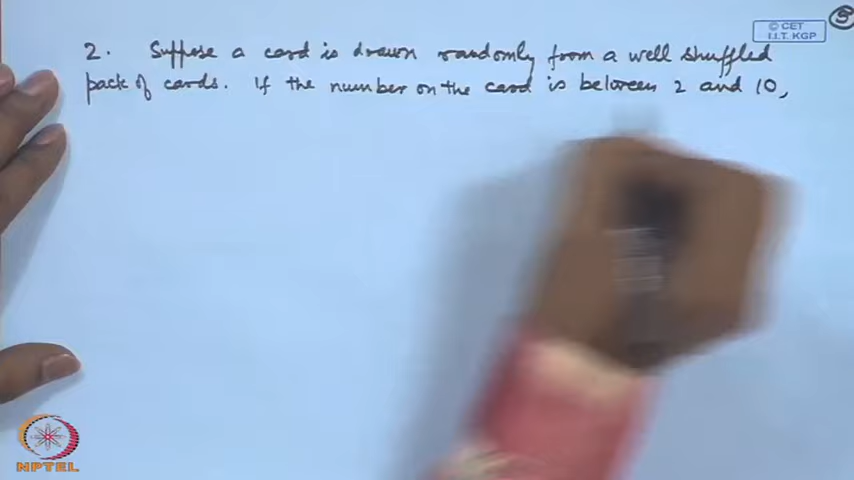 5
© CET
I.I.T. KGP
2. Suppose a card is drawn randomly from a well shuffled
pack of cards. If the number on the card is between 2 and 10,
NPTEL